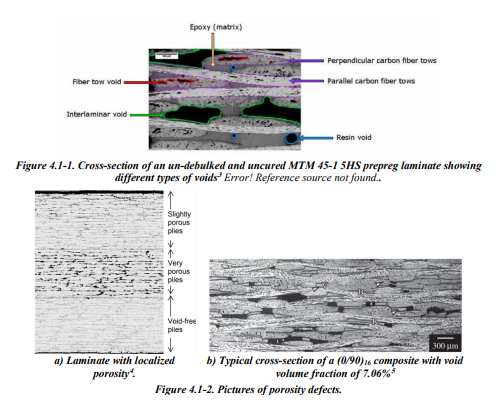 Epoxy (matrix)
Perpendicular carbon fiber tows
Fiber tow void
Parallel carbon fiber tows
Interlaminar void
Resin void
Figure 4.1-1. Cross-section of an un-debulked and uncured MTM 45-1 5HS prepreg laminate showing
different types of voids³ Error! Reference source not found..
Slightly
porous
plies
Very
porous
plies
Void-free
plies
300 µm
a) Laminate with localized
porosity⁴.
b) Typical cross-section of a (0/90)₁₆ composite with void
volume fraction of 7.06%⁵
Figure 4.1-2. Pictures of porosity defects.